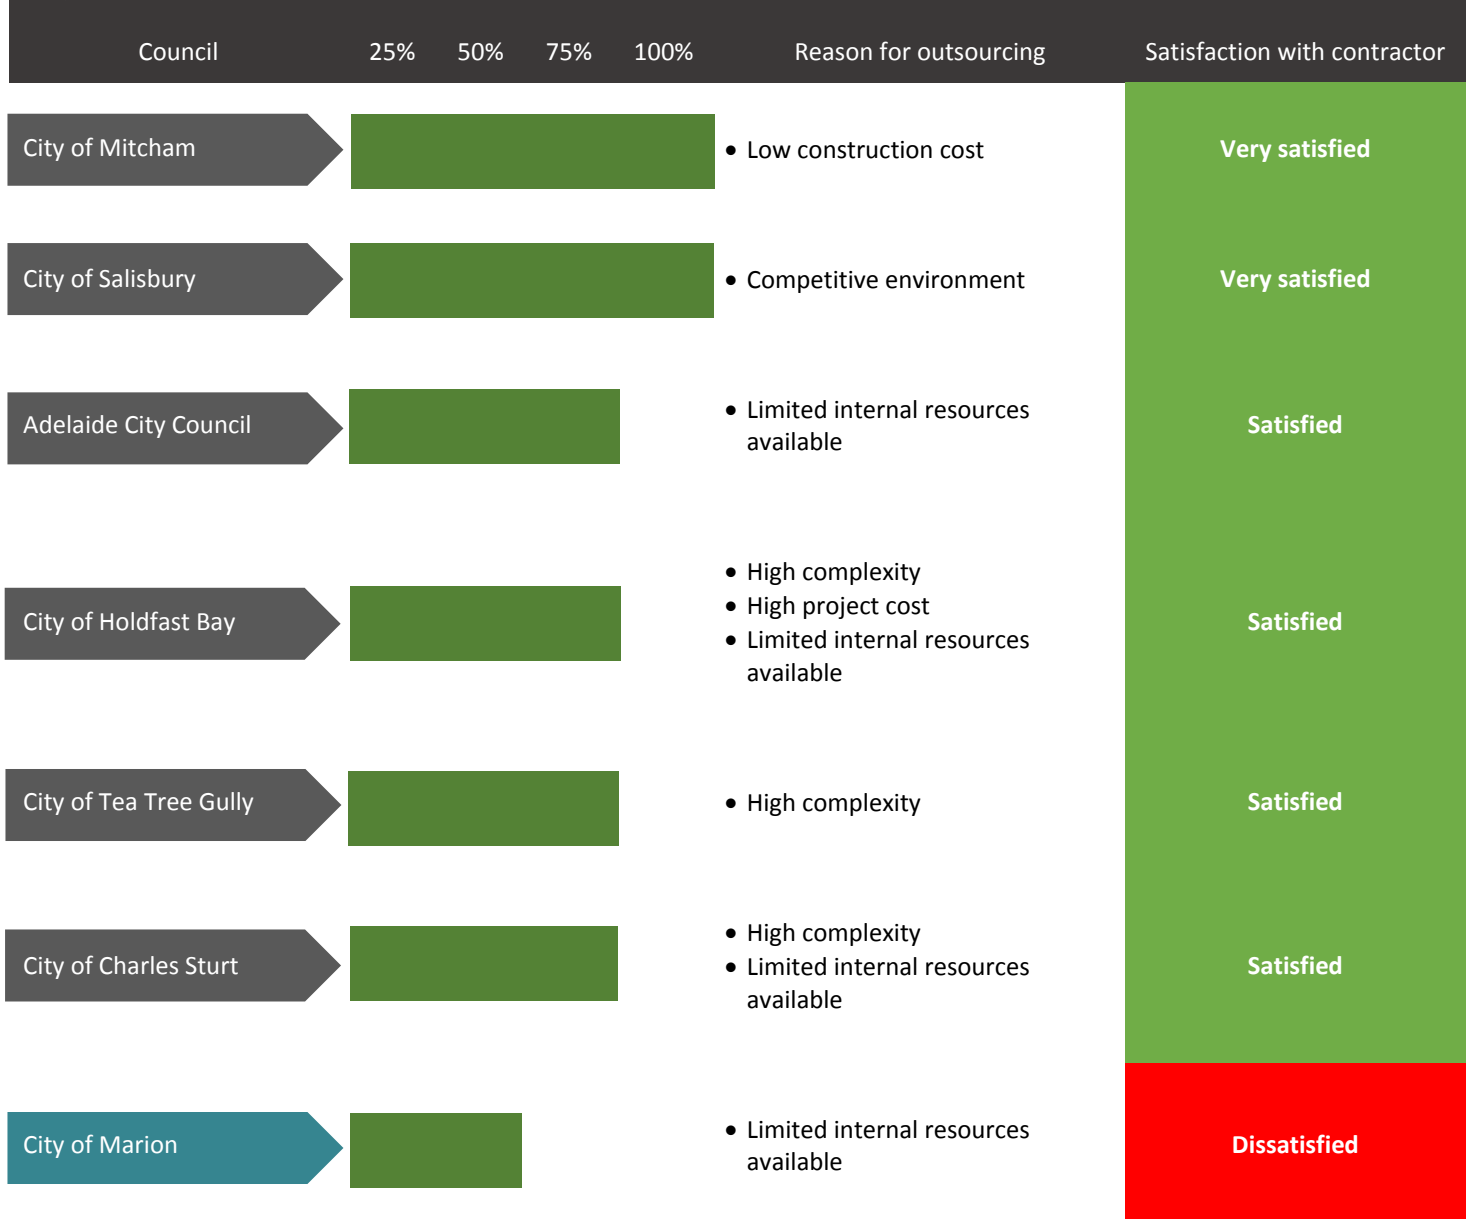 Council 25% 50% 75% 100% Reason for outsourcing Satisfaction with contractor
City of Mitcham • Low construction cost Very satisfied
City of Salisbury • Competitive environment Very satisfied
Adelaide City Council • Limited internal resources available Satisfied
City of Holdfast Bay
• High complexity
• High project cost
• Limited internal resources
available
Satisfied
City of Tea Tree Gully • High complexity Satisfied
City of Charles Sturt
• High complexity
• Limited internal resources
available
Satisfied
City of Marion
• Limited internal resources
available
Dissatisfied